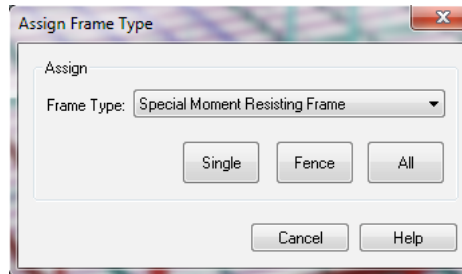 Assign Frame Type
Assign
Frame Type: Special Moment Resisting Frame
Single Fence All
Cancel Help